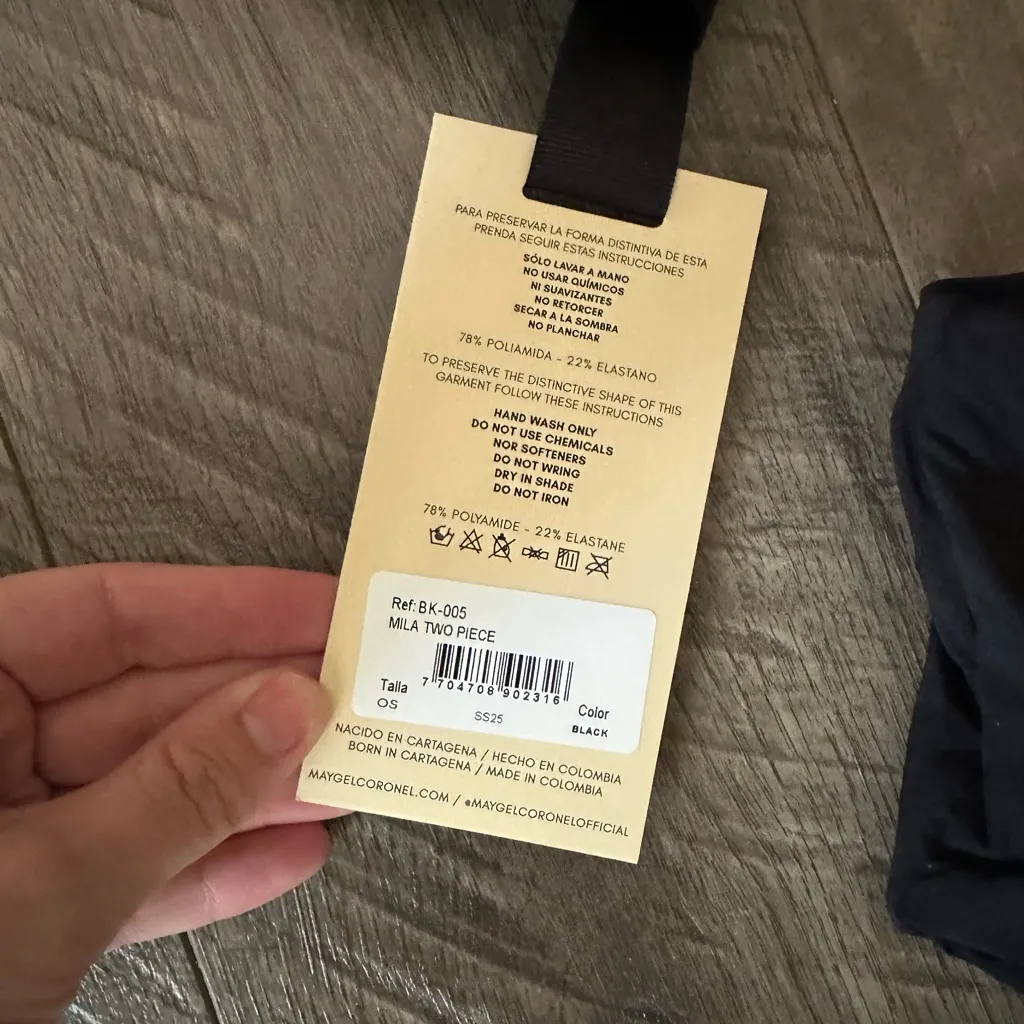 PARA PRESERVAR LA FORMA DISTINTIVA DE ESTA
PRENDA SEGUIR ESTAS INSTRUCCIONES
SÓLO LAVAR A MANO
NO USAR QUÍMICOS
NI SUAVIZANTES
NO RETORCER
SECAR A LA SOMBRA
NO PLANCHAR
78% POLIAMIDA - 22% ELASTANO
TO PRESERVE THE DISTINCTIVE SHAPE OF THIS
GARMENT FOLLOW THESE INSTRUCTIONS
HAND WASH ONLY
DO NOT USE CHEMICALS
NOR SOFTENERS
DO NOT WRING
DRY IN SHADE
DO NOT IRON
78% POLYAMIDE - 22% ELASTANE
Ref: BK-005
MILA TWO PIECE
7 704708 902316
Talla
OS
SS25
Color
BLACK
NACIDO EN CARTAGENA / HECHO EN COLOMBIA
BORN IN CARTAGENA / MADE IN COLOMBIA
MAYGELCORONEL.COM / @MAYGELCORONELOFFICIAL